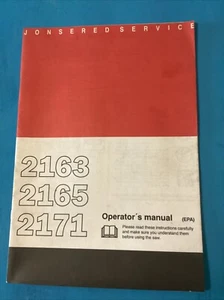 JONSERED SERVICE
2163
2165
2171
Operator´s manual (EPA)
Please read these instructions carefully
and make sure you understand them
before using the saw.